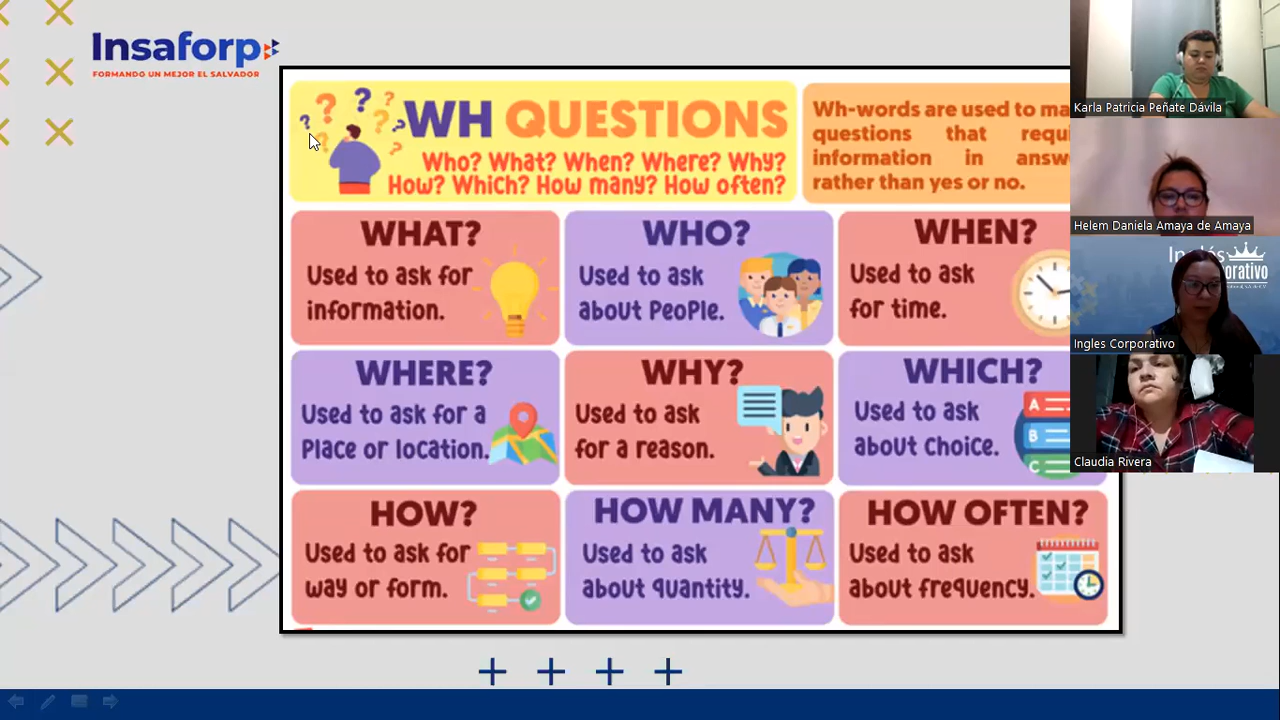 Insaforp
FORMANDO UN MEJOR EL SALVADOR
WH QUESTIONS
Who? What? When? Where? Why?
How? Which? How many? How often?
Wh-words are used to
questions that
information in
rather than yes or no.
WHAT?
Used to ask for
information.
WHO?
Used to ask
about People.
WHEN?
Used to ask
for time.
WHERE?
Used to ask for a
Place or location.
WHY?
Used to ask
for a reason.
WHICH?
Used to ask
about Choice.
A
B
C
HOW?
Used to ask for
way or form.
HOW MANY?
Used to ask
about quantity.
HOW OFTEN?
Used to ask
about frequency.
Karla Patricia Peñate Dávila
Helem Daniela Amaya de Amaya
Ingles Corporativo
Claudia Rivera